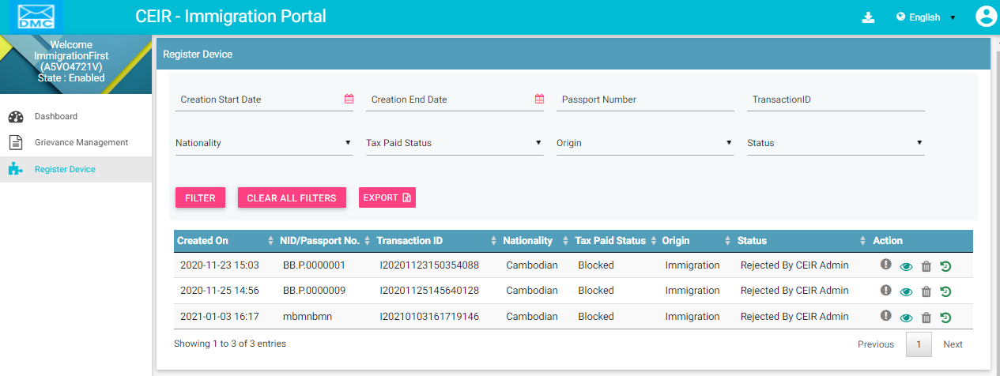 DMC
CEIR - Immigration Portal
English
Welcome
ImmigrationFirst
(A5VO4721V)
State : Enabled
Dashboard
Grievance Management
Register Device
Register Device
Creation Start Date Creation End Date Passport Number TransactionID
Nationality Tax Paid Status Origin Status
FILTER CLEAR ALL FILTERS EXPORT
Created On NID/Passport No. Transaction ID Nationality Tax Paid Status Origin Status Action
2020-11-23 15:03 BB.P.0000001 I20201123150354088 Cambodian Blocked Immigration Rejected By CEIR Admin
2020-11-25 14:56 BB.P.0000009 I20201125145640128 Cambodian Blocked Immigration Rejected By CEIR Admin
2021-01-03 16:17 mbmnbmn I20210103161719146 Cambodian Blocked Immigration Rejected By CEIR Admin
Showing 1 to 3 of 3 entries
Previous 1 Next